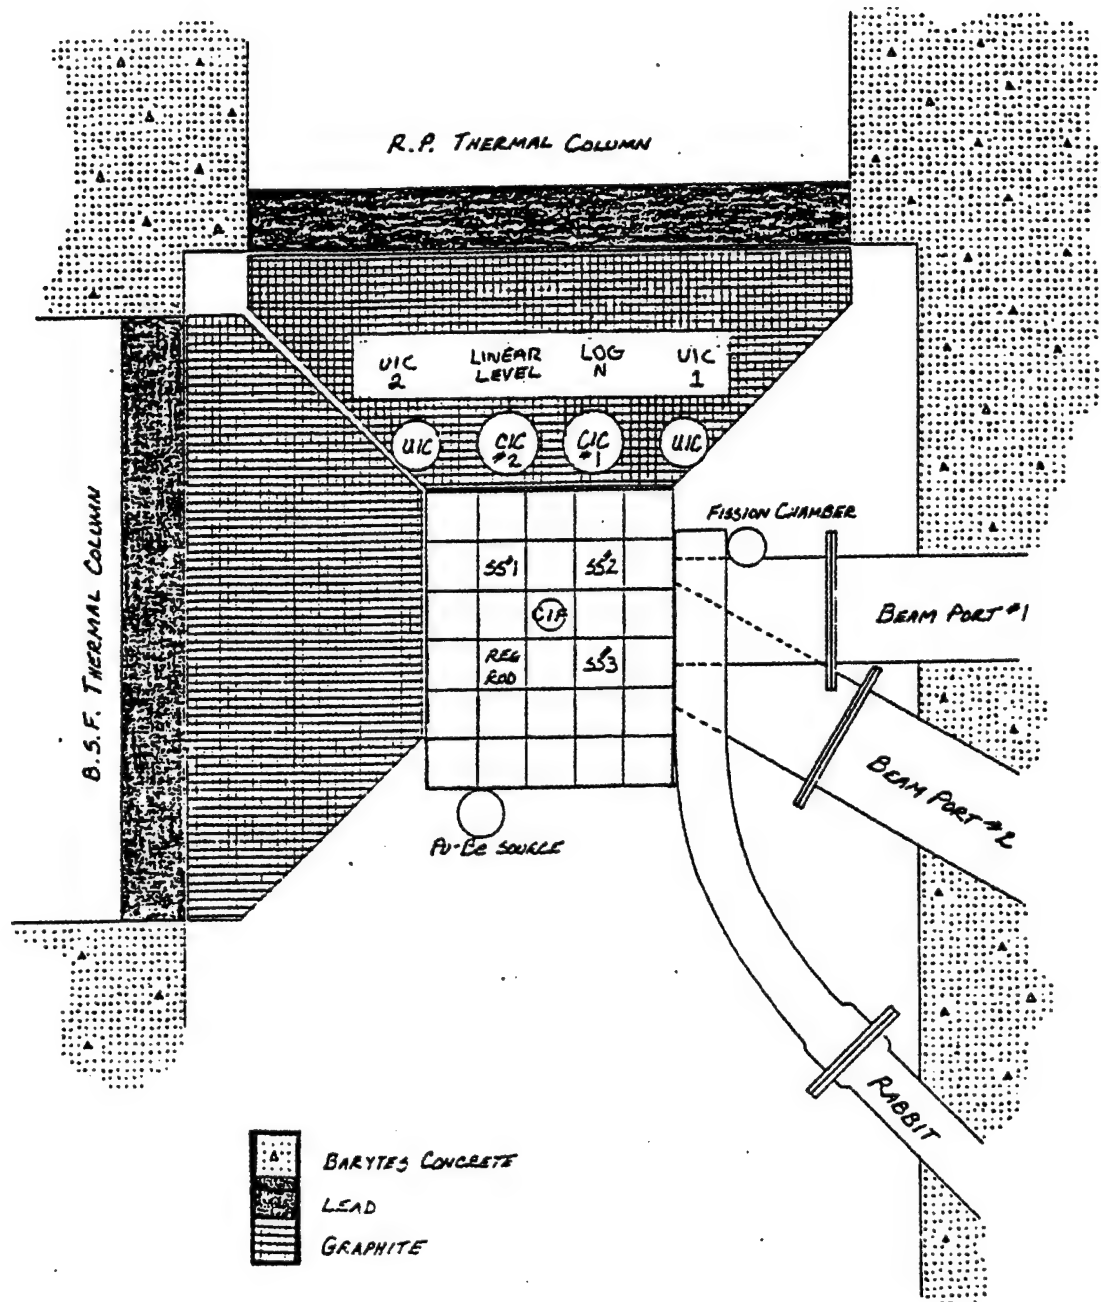 R.P. THERMAL COLUMN
UIC
2
LINEAR
LEVEL
LOG
N
UIC
1
UIC
CIC
#2
CIC
#1
UIC
B.S.F. THERMAL COLUMN
FISSION CHAMBER
SS#1
SS#2
CIF
REG
ROD
SS#3
BEAM PORT #1
BEAM PORT #2
PU-BE SOURCE
RABBIT
BARYTES CONCRETE
LEAD
GRAPHITE